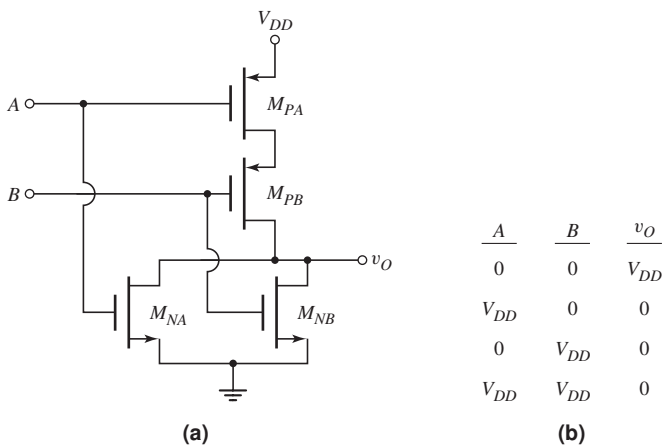 V_DD
A
M_PA
B
M_PB
v_O
M_NA
M_NB
A B v_O
0 0 V_DD
V_DD 0 0
0 V_DD 0
V_DD V_DD 0
(a)
(b)